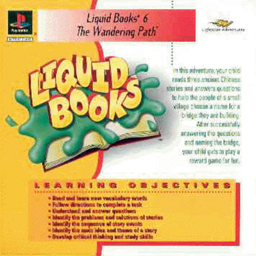 Liquid Books® 6
The Wandering Path™
LIQUID
BOOKS
In this adventure, your child
reads three ancient Chinese
stories and answers questions
to help the people of a small
village choose a name for a
bridge they are building.
After successfully
answering the questions
and naming the bridge,
your child gets to play a
reward game for fun.
LEARNING OBJECTIVES
• Read and learn new vocabulary words
• Follow directions to complete a task
• Understand and answer questions
• Identify the problems and solutions of stories
• Identify the sequence of story events
• Identify the main idea and theme of a story
• Develop critical thinking and study skills